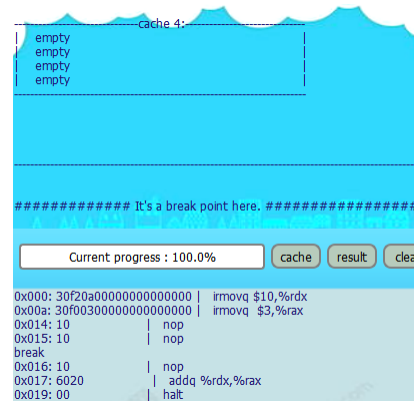 ------------------------------cache 4:-----------------------------
| empty |
| empty |
| empty |
| empty |
-----------------------------------------------------------------------
-----------------------------------------------------------------------
############# It's a break point here. #################
Current progress : 100.0%
cache
result
clea
0x000: 30f20a00000000000000 | irmovq $10,%rdx
0x00a: 30f00300000000000000 | irmovq $3,%rax
0x014: 10 | nop
0x015: 10 | nop
break
0x016: 10 | nop
0x017: 6020 | addq %rdx,%rax
0x019: 00 | halt